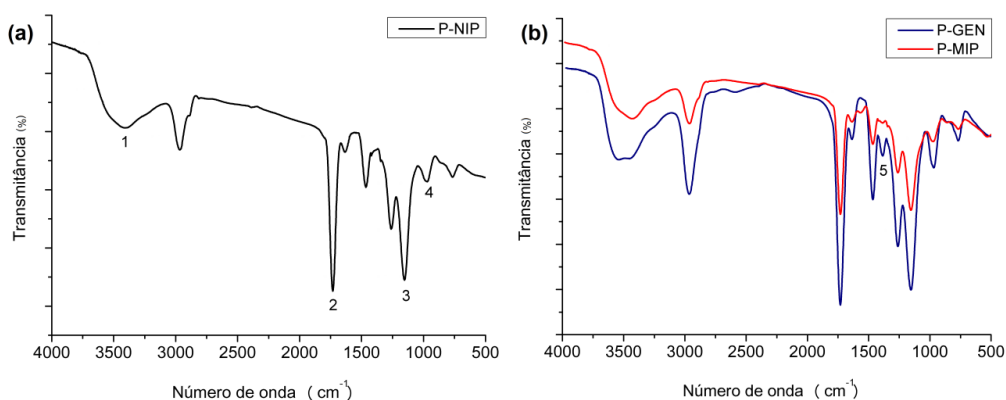 (a)
P-NIP
Transmitância (%)
1
2
3
4
4000 3500 3000 2500 2000 1500 1000 500
Número de onda ( cm⁻¹)
(b)
P-GEN
P-MIP
Transmitância (%)
5
4000 3500 3000 2500 2000 1500 1000 500
Número de onda ( cm⁻¹)